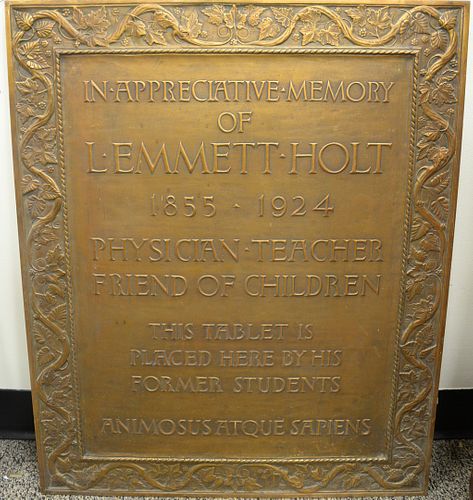 IN·APPRECIATIVE·MEMORY
OF
L·EMMETT·HOLT
1855 · 1924
PHYSICIAN·TEACHER
FRIEND OF CHILDREN
THIS TABLET IS
PLACED HERE BY HIS
FORMER STUDENTS
ANIMOSUS ATQUE SAPIENS